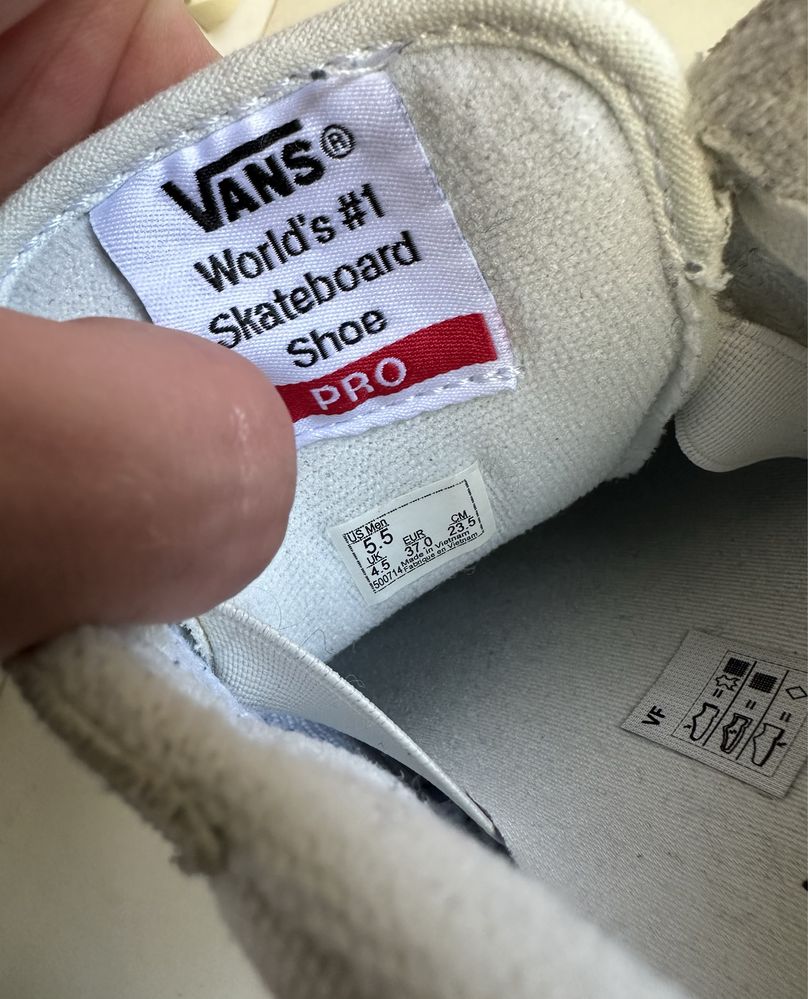 VANS®
World's #1
Skateboard
Shoe
PRO
US Men
5.5
UK EUR CM
4.5 37.0 23.5
500714 Made in Vietnam
Fabriqué en Vietnam
VF
= 
= 
=